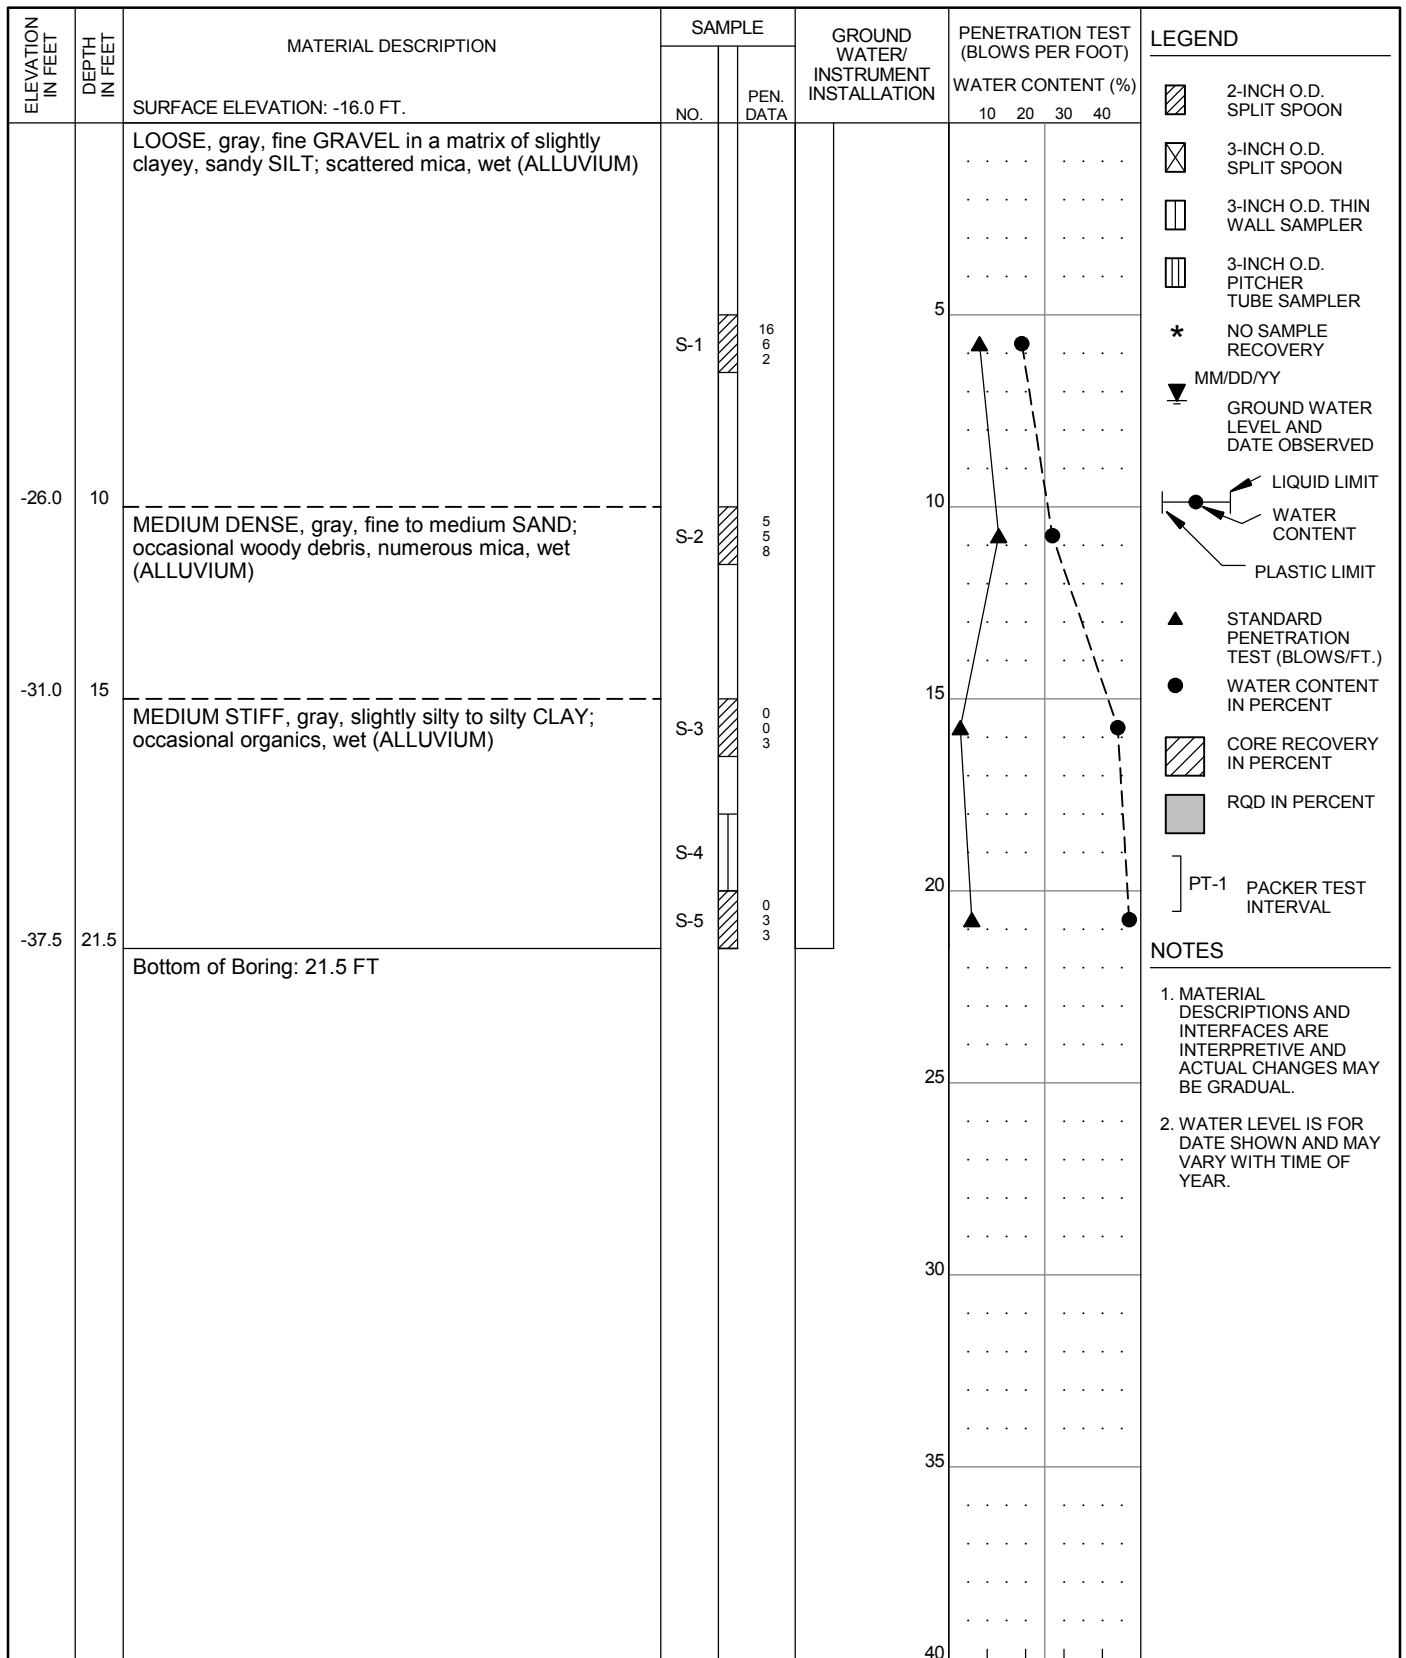 ELEVATION
IN FEET
DEPTH
IN FEET
MATERIAL DESCRIPTION
SURFACE ELEVATION: -16.0 FT.
SAMPLE
NO.
PEN.
DATA
GROUND
WATER/
INSTRUMENT
INSTALLATION
PENETRATION TEST
(BLOWS PER FOOT)
WATER CONTENT (%)
10 20 30 40
LOOSE, gray, fine GRAVEL in a matrix of slightly
clayey, sandy SILT; scattered mica, wet (ALLUVIUM)
5
S-1
16
6
2
-26.0 10
10
MEDIUM DENSE, gray, fine to medium SAND;
occasional woody debris, numerous mica, wet
(ALLUVIUM)
S-2
5
5
8
-31.0 15
15
MEDIUM STIFF, gray, slightly silty to silty CLAY;
occasional organics, wet (ALLUVIUM)
S-3
0
0
3
S-4
20
S-5
0
3
3
-37.5 21.5
Bottom of Boring: 21.5 FT
25
30
35
40
LEGEND
2-INCH O.D.
SPLIT SPOON
3-INCH O.D.
SPLIT SPOON
3-INCH O.D. THIN
WALL SAMPLER
3-INCH O.D.
PITCHER
TUBE SAMPLER
* NO SAMPLE
RECOVERY
MM/DD/YY
GROUND WATER
LEVEL AND
DATE OBSERVED
LIQUID LIMIT
WATER
CONTENT
PLASTIC LIMIT
STANDARD
PENETRATION
TEST (BLOWS/FT.)
WATER CONTENT
IN PERCENT
CORE RECOVERY
IN PERCENT
RQD IN PERCENT
PT-1 PACKER TEST
INTERVAL
NOTES
1. MATERIAL
DESCRIPTIONS AND
INTERFACES ARE
INTERPRETIVE AND
ACTUAL CHANGES MAY
BE GRADUAL.
2. WATER LEVEL IS FOR
DATE SHOWN AND MAY
VARY WITH TIME OF
YEAR.